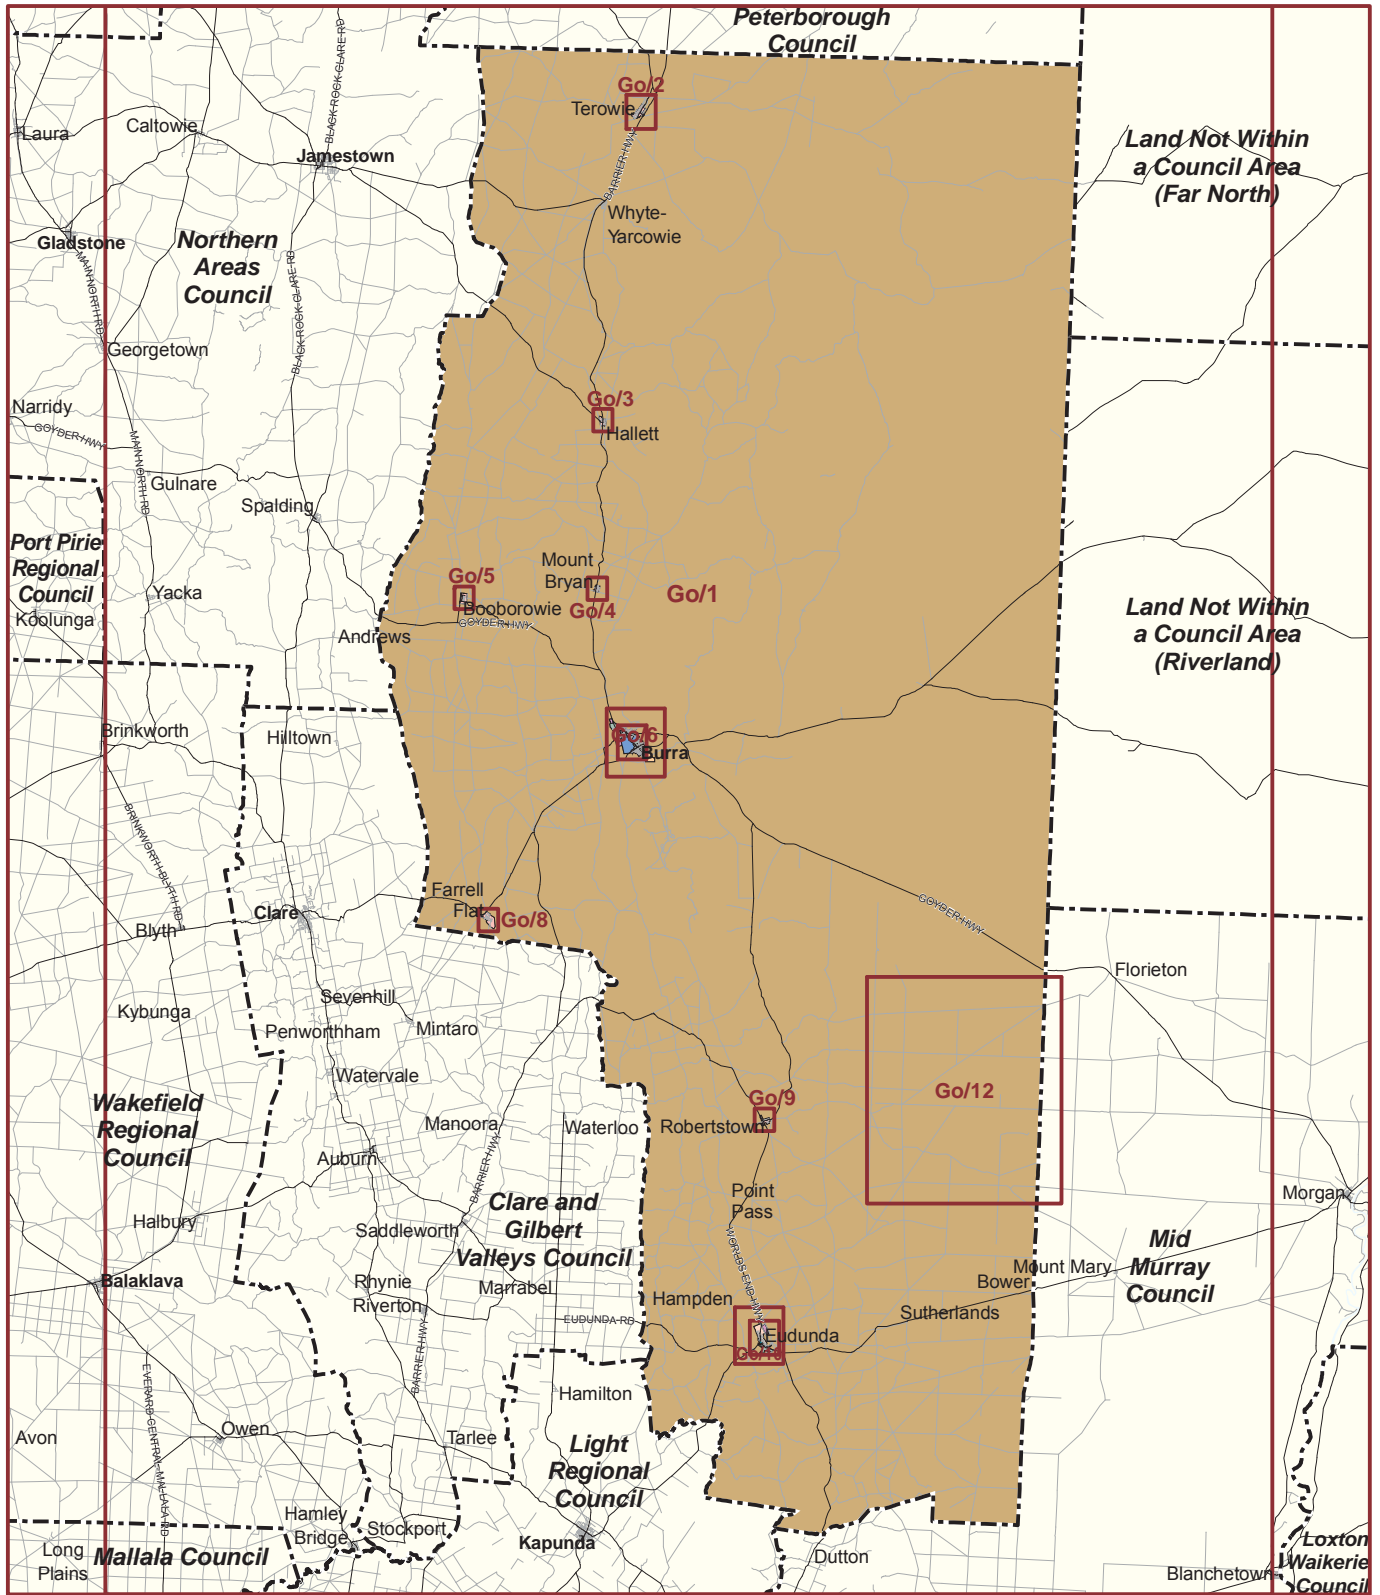 Peterborough
Council
Go/2
Terowie
BLACK ROCK CLARE RD
Laura
Caltowie
Jamestown
BARRIER HWY
Land Not Within
a Council Area
(Far North)
Whyte-
Yarcowie
Gladstone
Northern
Areas
Council
MAIN NORTH RD
BLACK ROCK CLARE RD
Georgetown
Go/3
Hallett
Narridy
GOYDER HWY
MAIN NORTH RD
Gulnare
Spalding
Port Pirie
Regional
Council
Koolunga
Yacka
Mount
Bryan
Go/4
Go/5
Booborowie
GOYDER HWY
Go/1
Andrews
Land Not Within
a Council Area
(Riverland)
Brinkworth
Hilltown
Go/6
Burra
BRINKWORTH BLYTH RD
Farrell
Flat
Go/8
Clare
Blyth
GOYDER HWY
Florieton
Sevenhill
Kybunga
Penworthham
Mintaro
Watervale
Go/12
Go/9
Robertstown
Wakefield
Regional
Council
Manoora
Waterloo
Auburn
BARRIER HWY
Point
Pass
Morgan
Clare and
Gilbert
Valleys Council
Halbury
Saddleworth
WORLDS END HWY
Mid
Murray
Council
Mount Mary
Bower
Balaklava
Rhynie
Riverton
Marrabel
Hampden
Sutherlands
EUDUNDA RD
Eudunda
Go/10
BARRIER HWY
EVERARD CENTRAL MALLALA RD
Hamilton
Avon
Owen
Tarlee
Light
Regional
Council
Hamley
Bridge
Stockport
Kapunda
Long
Plains
Mallala Council
Dutton
Blanchetown
Loxton
Waikerie
Council